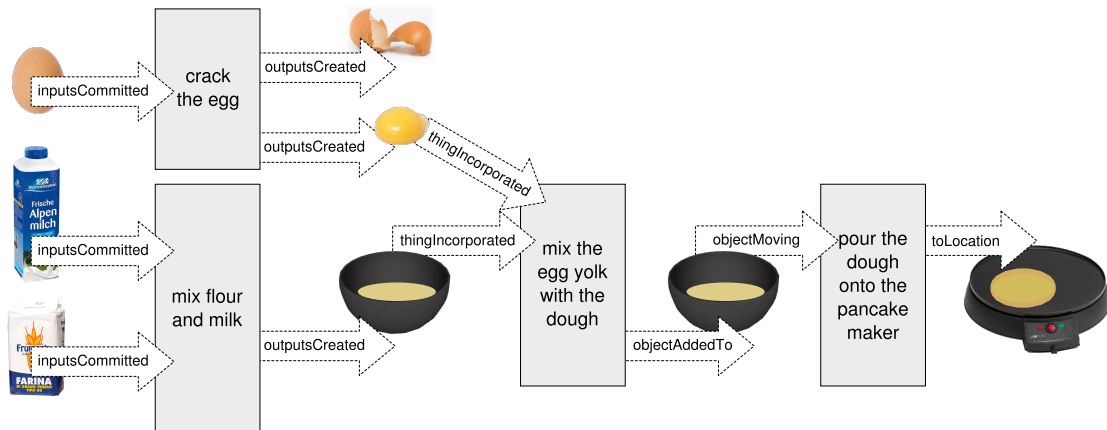 inputsCommitted
crack
the egg
outputsCreated
outputsCreated
thingIncorporated
Frische
Alpen
milch
inputsCommitted
FARINA
inputsCommitted
mix flour
and milk
outputsCreated
thingIncorporated
mix the
egg yolk
with the
dough
objectAddedTo
objectMoving
pour the
dough
onto the
pancake
maker
toLocation